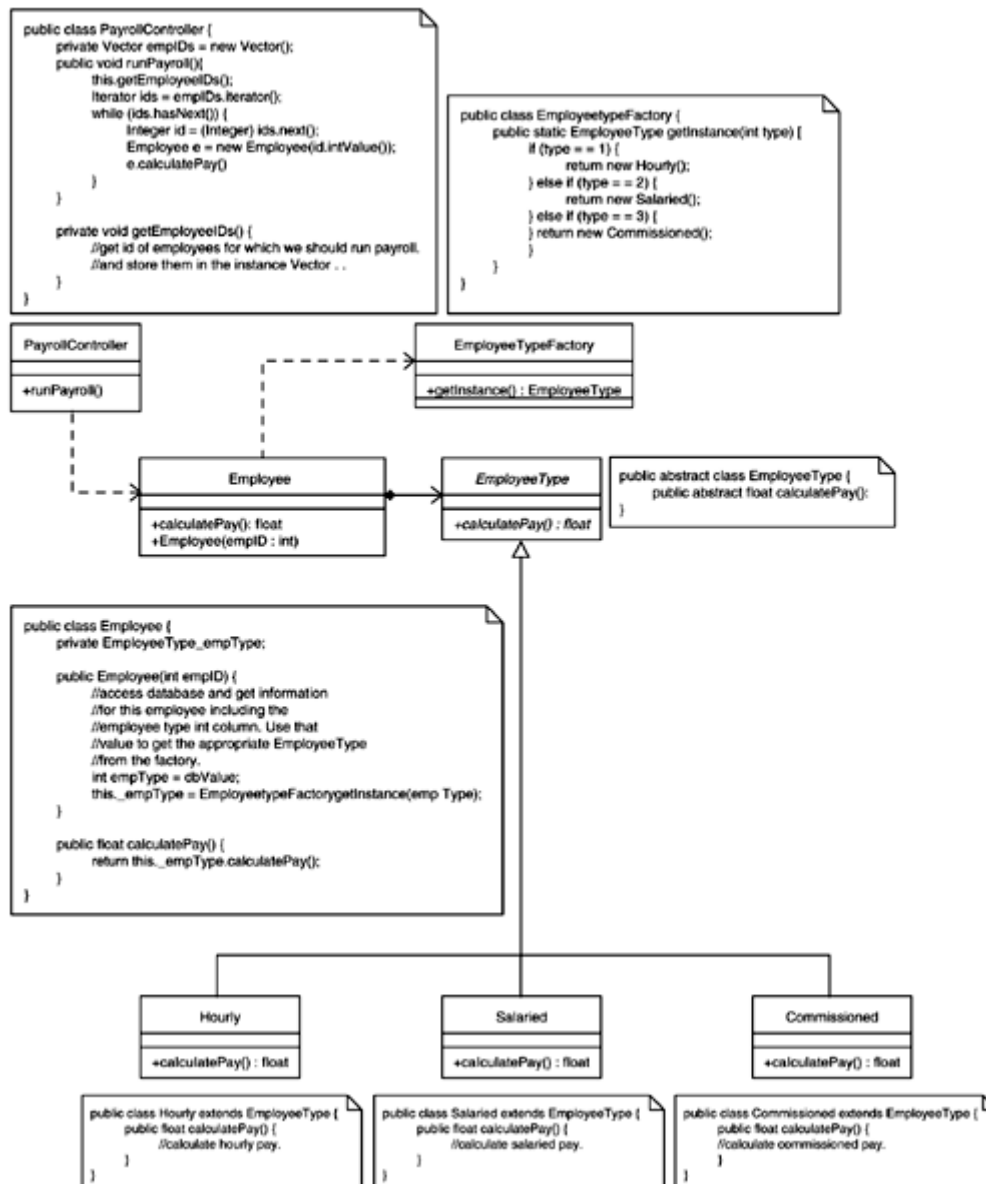 public class PayrollController {
private Vector empIDs = new Vector();
public void runPayroll(){
this.getEmployeeIDs();
Iterator ids = empIDs.iterator();
while (ids.hasNext()) {
Integer id = (Integer) ids.next();
Employee e = new Employee(id.intValue());
e.calculatePay()
}
}
private void getEmployeeIDs() {
//get id of employees for which we should run payroll.
//and store them in the instance Vector . .
}
}
public class EmployeetypeFactory {
public static EmployeeType getInstance(int type) [
if (type = = 1) {
return new Hourly();
} else if (type = = 2) {
return new Salaried();
} else if (type = = 3) {
} return new Commissioned();
}
}
}
PayrollController
+runPayroll()
EmployeeTypeFactory
+getInstance() : EmployeeType
Employee
+calculatePay(): float
+Employee(empID : int)
EmployeeType
+calculatePay() : float
public abstract class EmployeeType {
public abstract float calculatePay():
}
public class Employee {
private EmployeeType_empType;
public Employee(int empID) {
//access database and get information
//for this employee including the
//employee type int column. Use that
//value to get the appropriate EmployeeType
//from the factory.
int empType = dbValue;
this._empType = EmployeetypeFactorygetInstance(emp Type);
}
public float calculatePay() {
return this._empType.calculatePay();
}
}
Hourly
+calculatePay() : float
Salaried
+calculatePay() : float
Commissioned
+calculatePay() : float
public class Hourly extends EmployeeType {
public float calculatePay() {
//calculate hourly pay.
}
}
public class Salaried extends EmployeeType {
public float calculatePay() {
//calculate salaried pay.
}
}
public class Commissioned extends EmployeeType {
public float calculatePay() {
//calculate commissioned pay.
}
}